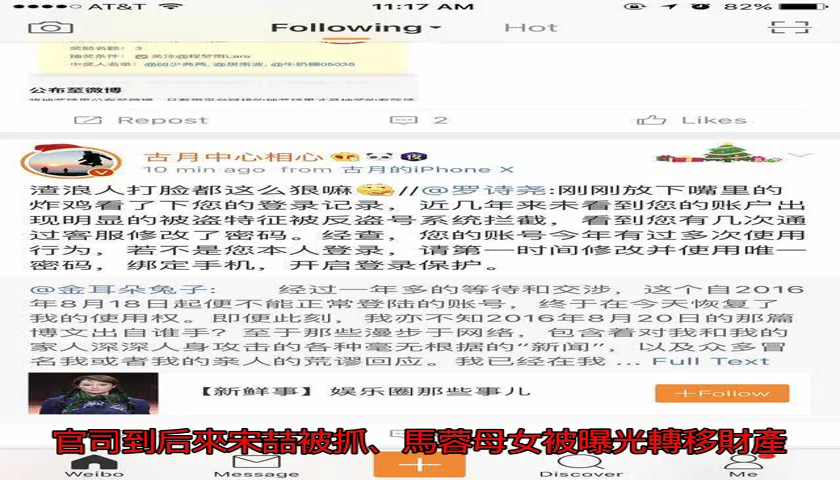 AT&T 11:17 AM 82%
Following Hot
奖励名额：3
公布至微博
Repost 2 Likes
古月中心相心
10 min ago from 古月的iPhone X
渣浪人打脸都这么狠嘛//@罗诗尧:刚刚放下嘴里的
炸鸡看了下您的登录记录，近几年来未看到您的账户出
现明显的被盗特征被反盗号系统拦截，看到您有几次通
过客服修改了密码。经查，您的账号今年有过多次使用
行为，若不是您本人登录，请第一时间修改并使用唯一
密码，绑定手机，开启登录保护。
@金耳朵兔子: 经过一年多的等待和交涉，这个自2016
年8月18日起便不能正常登陆的账号，终于在今天恢复了
我的使用权。即便此刻，我亦不知2016年8月20日的那篇
博文出自谁手？至于那些漫步于网络，包含着对我和我的
家人深深人身攻击的各种毫无根据的“新闻”，以及众多冒
名我或者我的亲人的荒谬回应。我已经在我 ... Full Text
【新鲜事】娱乐圈那些事儿 +Follow
官司到后來宋喆被抓、馬蓉母女被曝光轉移財產
Weibo Message Discover Me